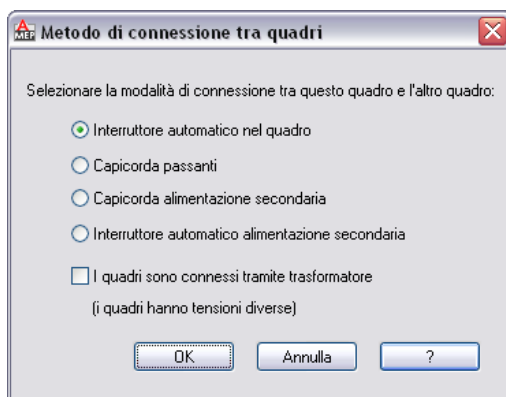 MEP Metodo di connessione tra quadri
Selezionare la modalità di connessione tra questo quadro e l'altro quadro:
Interruttore automatico nel quadro
Capicorda passanti
Capicorda alimentazione secondaria
Interruttore automatico alimentazione secondaria
I quadri sono connessi tramite trasformatore
(i quadri hanno tensioni diverse)
OK Annulla ?